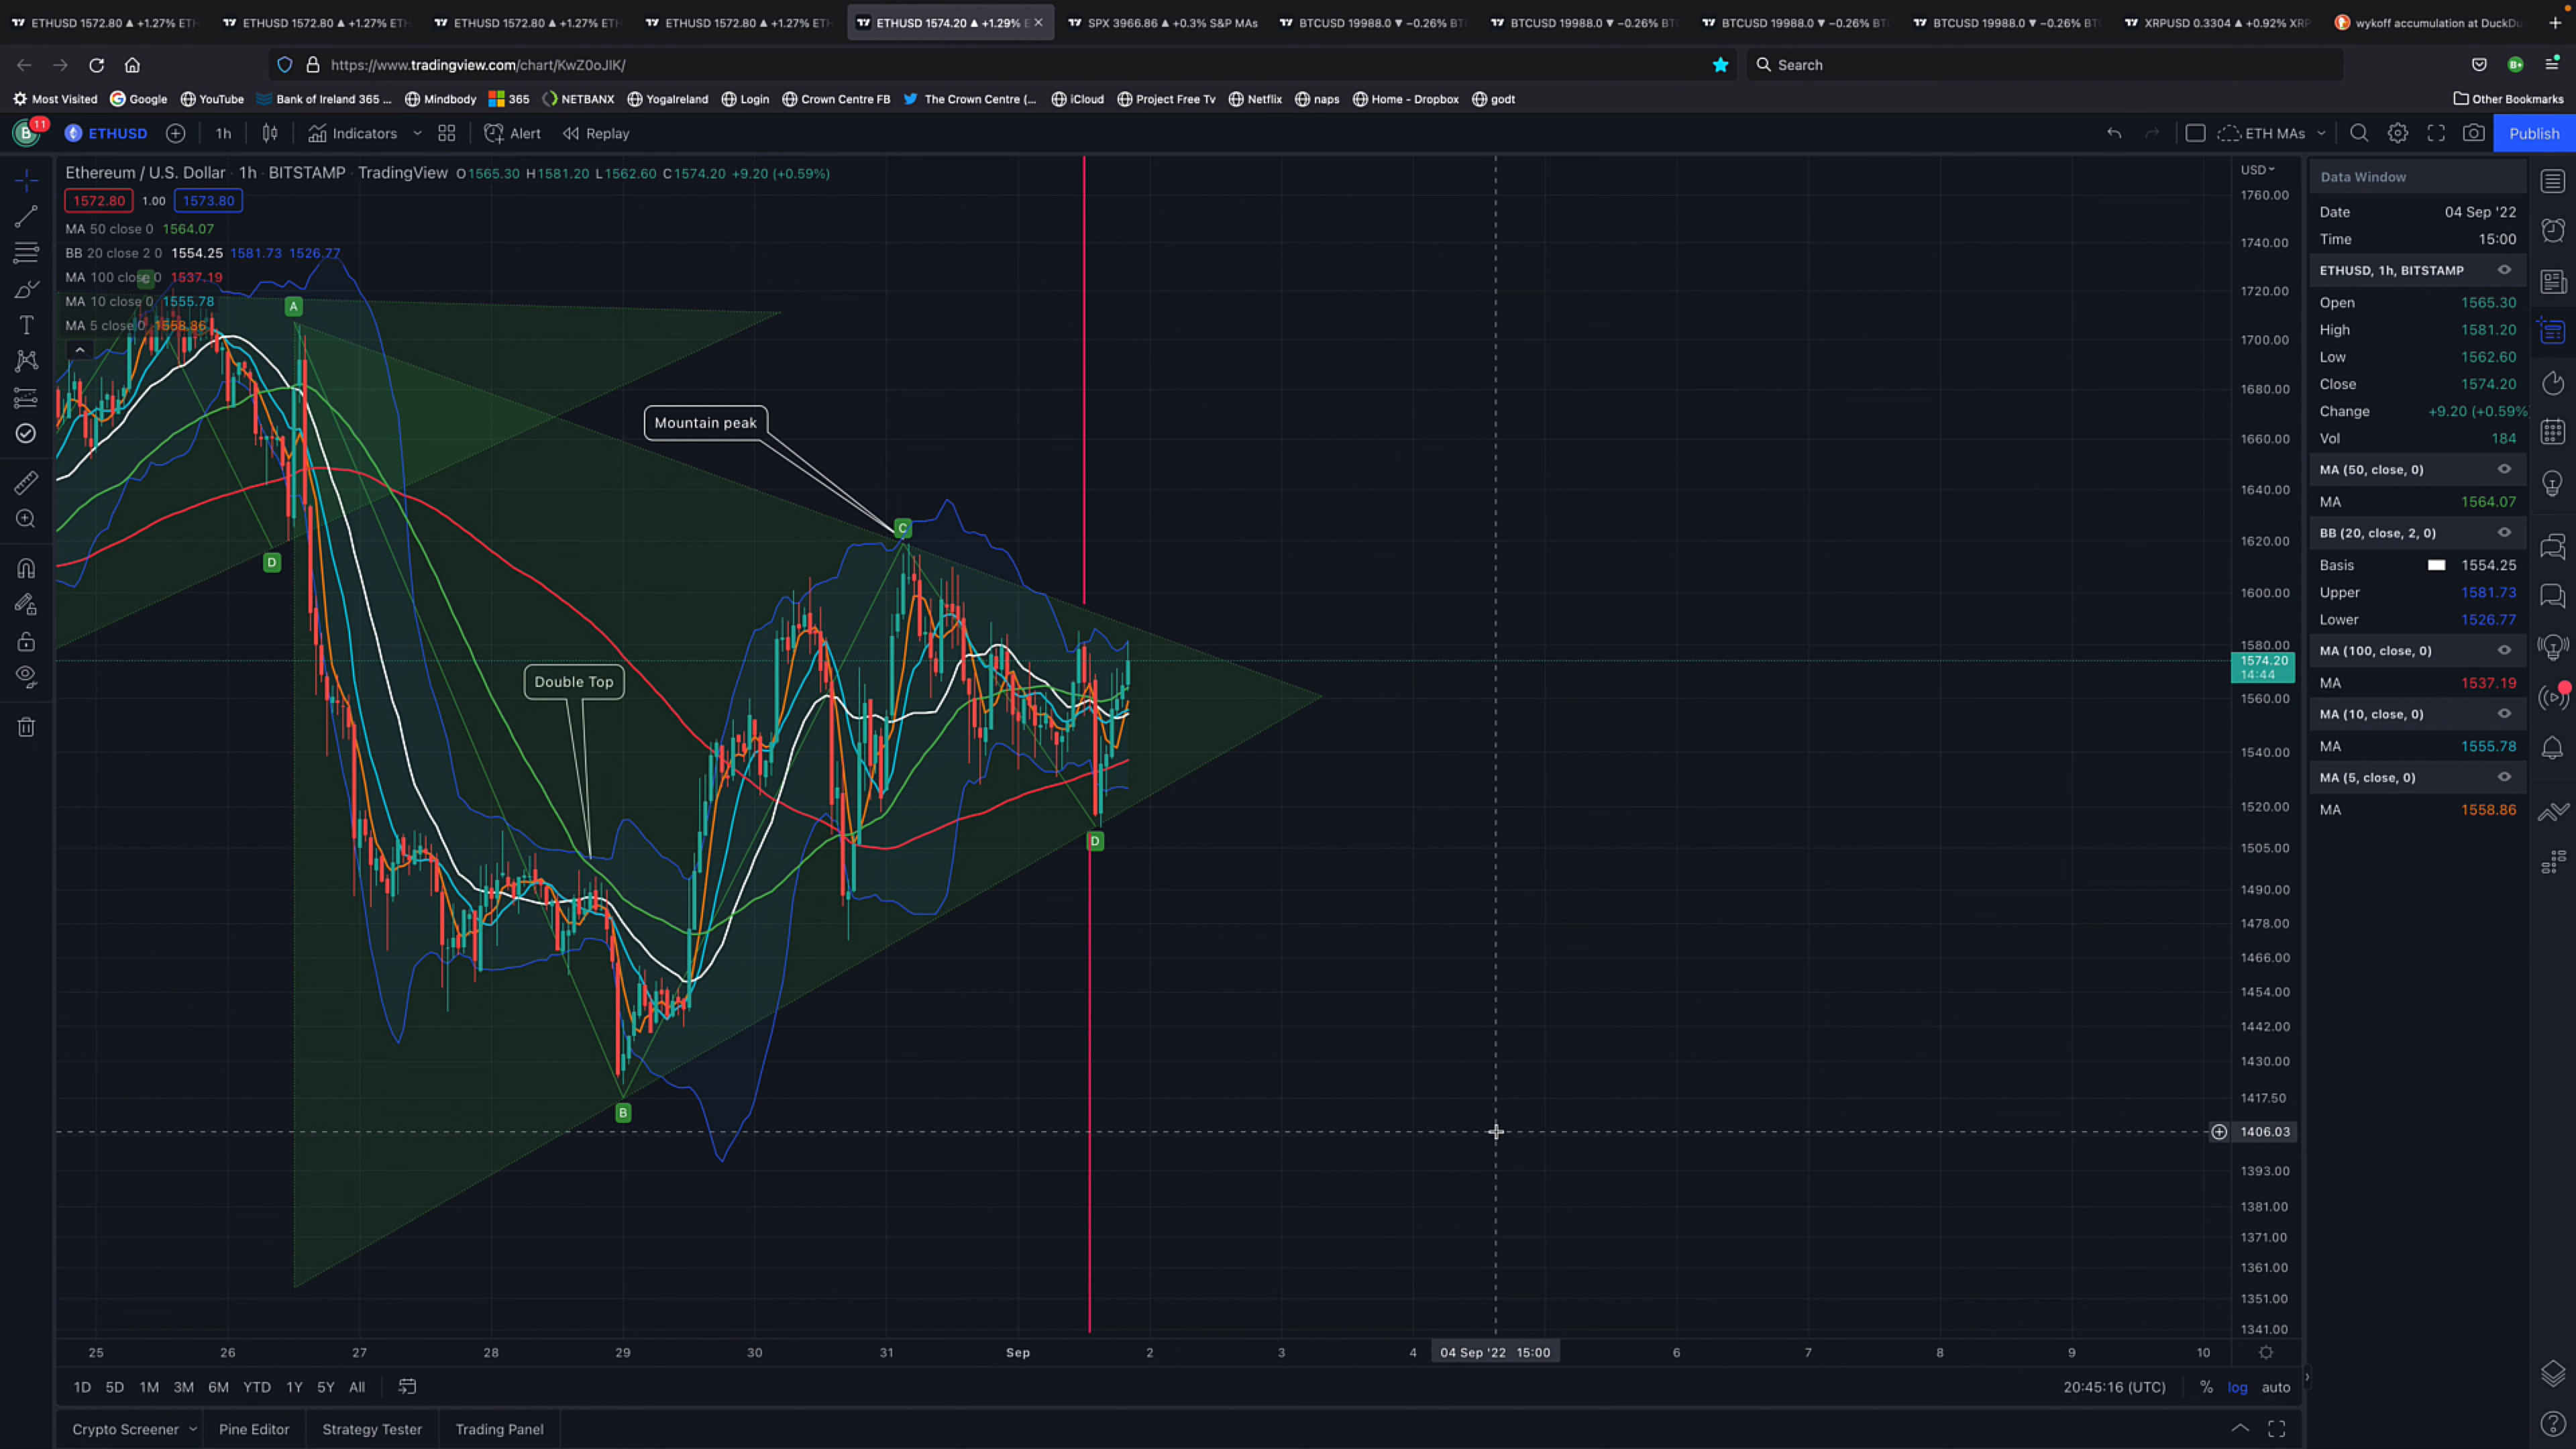 ETHUSD 1572.80 ▲ +1.27% ETH
ETHUSD 1572.80 ▲ +1.27% ETH
ETHUSD 1572.80 ▲ +1.27% ETH
ETHUSD 1572.80 ▲ +1.27% ETH
ETHUSD 1574.20 ▲ +1.29% E
SPX 3966.86 ▲ +0.3% S&P MAs
BTCUSD 19988.0 ▼ −0.26% BT
BTCUSD 19988.0 ▼ −0.26% BT
BTCUSD 19988.0 ▼ −0.26% BT
BTCUSD 19988.0 ▼ −0.26% BT
XRPUSD 0.3304 ▲ +0.92% XRP
wykoff accumulation at DuckDu
https://www.tradingview.com/chart/KwZ0oJIK/
Search
Most Visited
Google
YouTube
Bank of Ireland 365 ...
Mindbody
365
NETBANX
YogaIreland
Login
Crown Centre FB
The Crown Centre (...
iCloud
Project Free Tv
Netflix
naps
Home - Dropbox
godt
Other Bookmarks
B 11
ETHUSD
1h
Indicators
Alert
Replay
ETH MAs
Publish
Ethereum / U.S. Dollar · 1h · BITSTAMP · TradingView O1565.30 H1581.20 L1562.60 C1574.20 +9.20 (+0.59%)
1572.80 1.00 1573.80
MA 50 close 0 1564.07
BB 20 close 2 0 1554.25 1581.73 1526.77
MA 100 close 0 1537.19
MA 10 close 0 1555.78
MA 5 close 0 1558.86
C
A
D
Mountain peak
C
Double Top
D
B
USD
1760.00
1740.00
1720.00
1700.00
1680.00
1660.00
1640.00
1620.00
1600.00
1580.00
1574.20
14:44
1560.00
1540.00
1520.00
1505.00
1490.00
1478.00
1466.00
1454.00
1442.00
1430.00
1417.50
1406.03
1393.00
1381.00
1371.00
1361.00
1351.00
1341.00
25 26 27 28 29 30 31 Sep 2 3 4 04 Sep '22 15:00 6 7 8 9 10
Data Window
Date 04 Sep '22
Time 15:00
ETHUSD, 1h, BITSTAMP
Open 1565.30
High 1581.20
Low 1562.60
Close 1574.20
Change +9.20 (+0.59%)
Vol 184
MA (50, close, 0)
MA 1564.07
BB (20, close, 2, 0)
Basis 1554.25
Upper 1581.73
Lower 1526.77
MA (100, close, 0)
MA 1537.19
MA (10, close, 0)
MA 1555.78
MA (5, close, 0)
MA 1558.86
1D 5D 1M 3M 6M YTD 1Y 5Y All
20:45:16 (UTC) % log auto
Crypto Screener
Pine Editor
Strategy Tester
Trading Panel